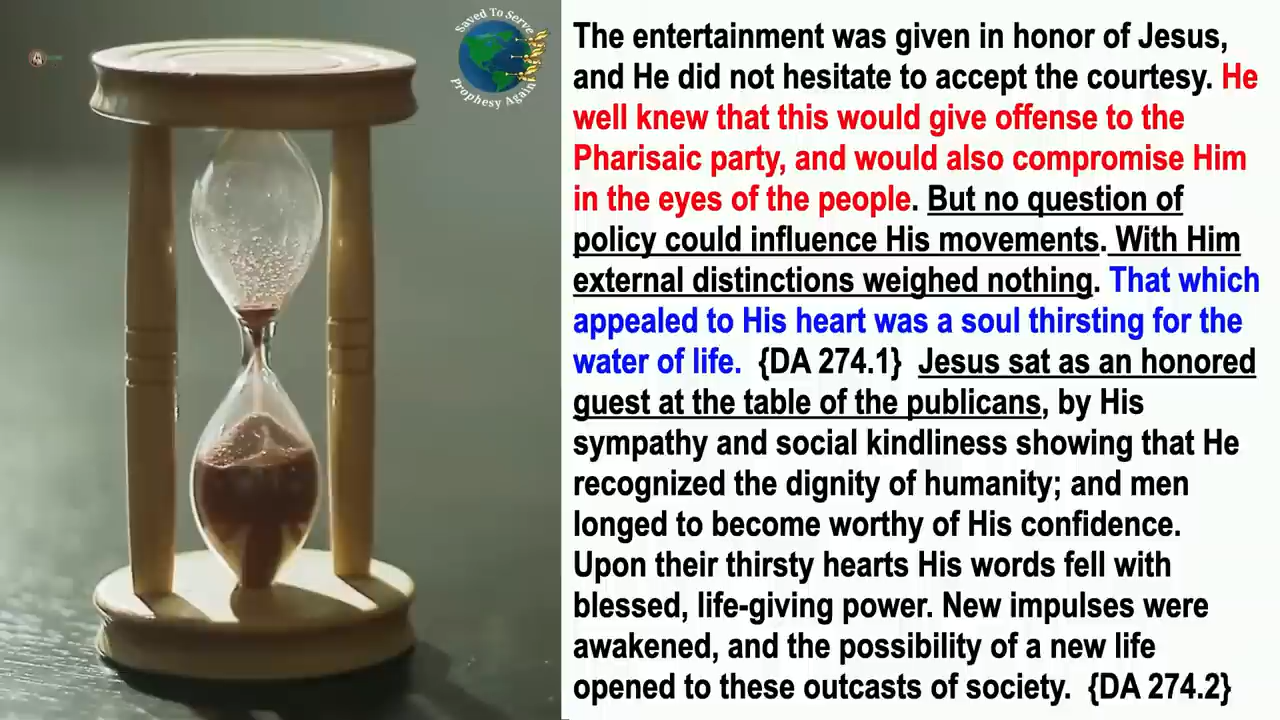 Saved To Serve
Prophesy Again
The entertainment was given in honor of Jesus,
and He did not hesitate to accept the courtesy. He
well knew that this would give offense to the
Pharisaic party, and would also compromise Him
in the eyes of the people. But no question of
policy could influence His movements. With Him
external distinctions weighed nothing. That which
appealed to His heart was a soul thirsting for the
water of life. {DA 274.1} Jesus sat as an honored
guest at the table of the publicans, by His
sympathy and social kindliness showing that He
recognized the dignity of humanity; and men
longed to become worthy of His confidence.
Upon their thirsty hearts His words fell with
blessed, life-giving power. New impulses were
awakened, and the possibility of a new life
opened to these outcasts of society. {DA 274.2}